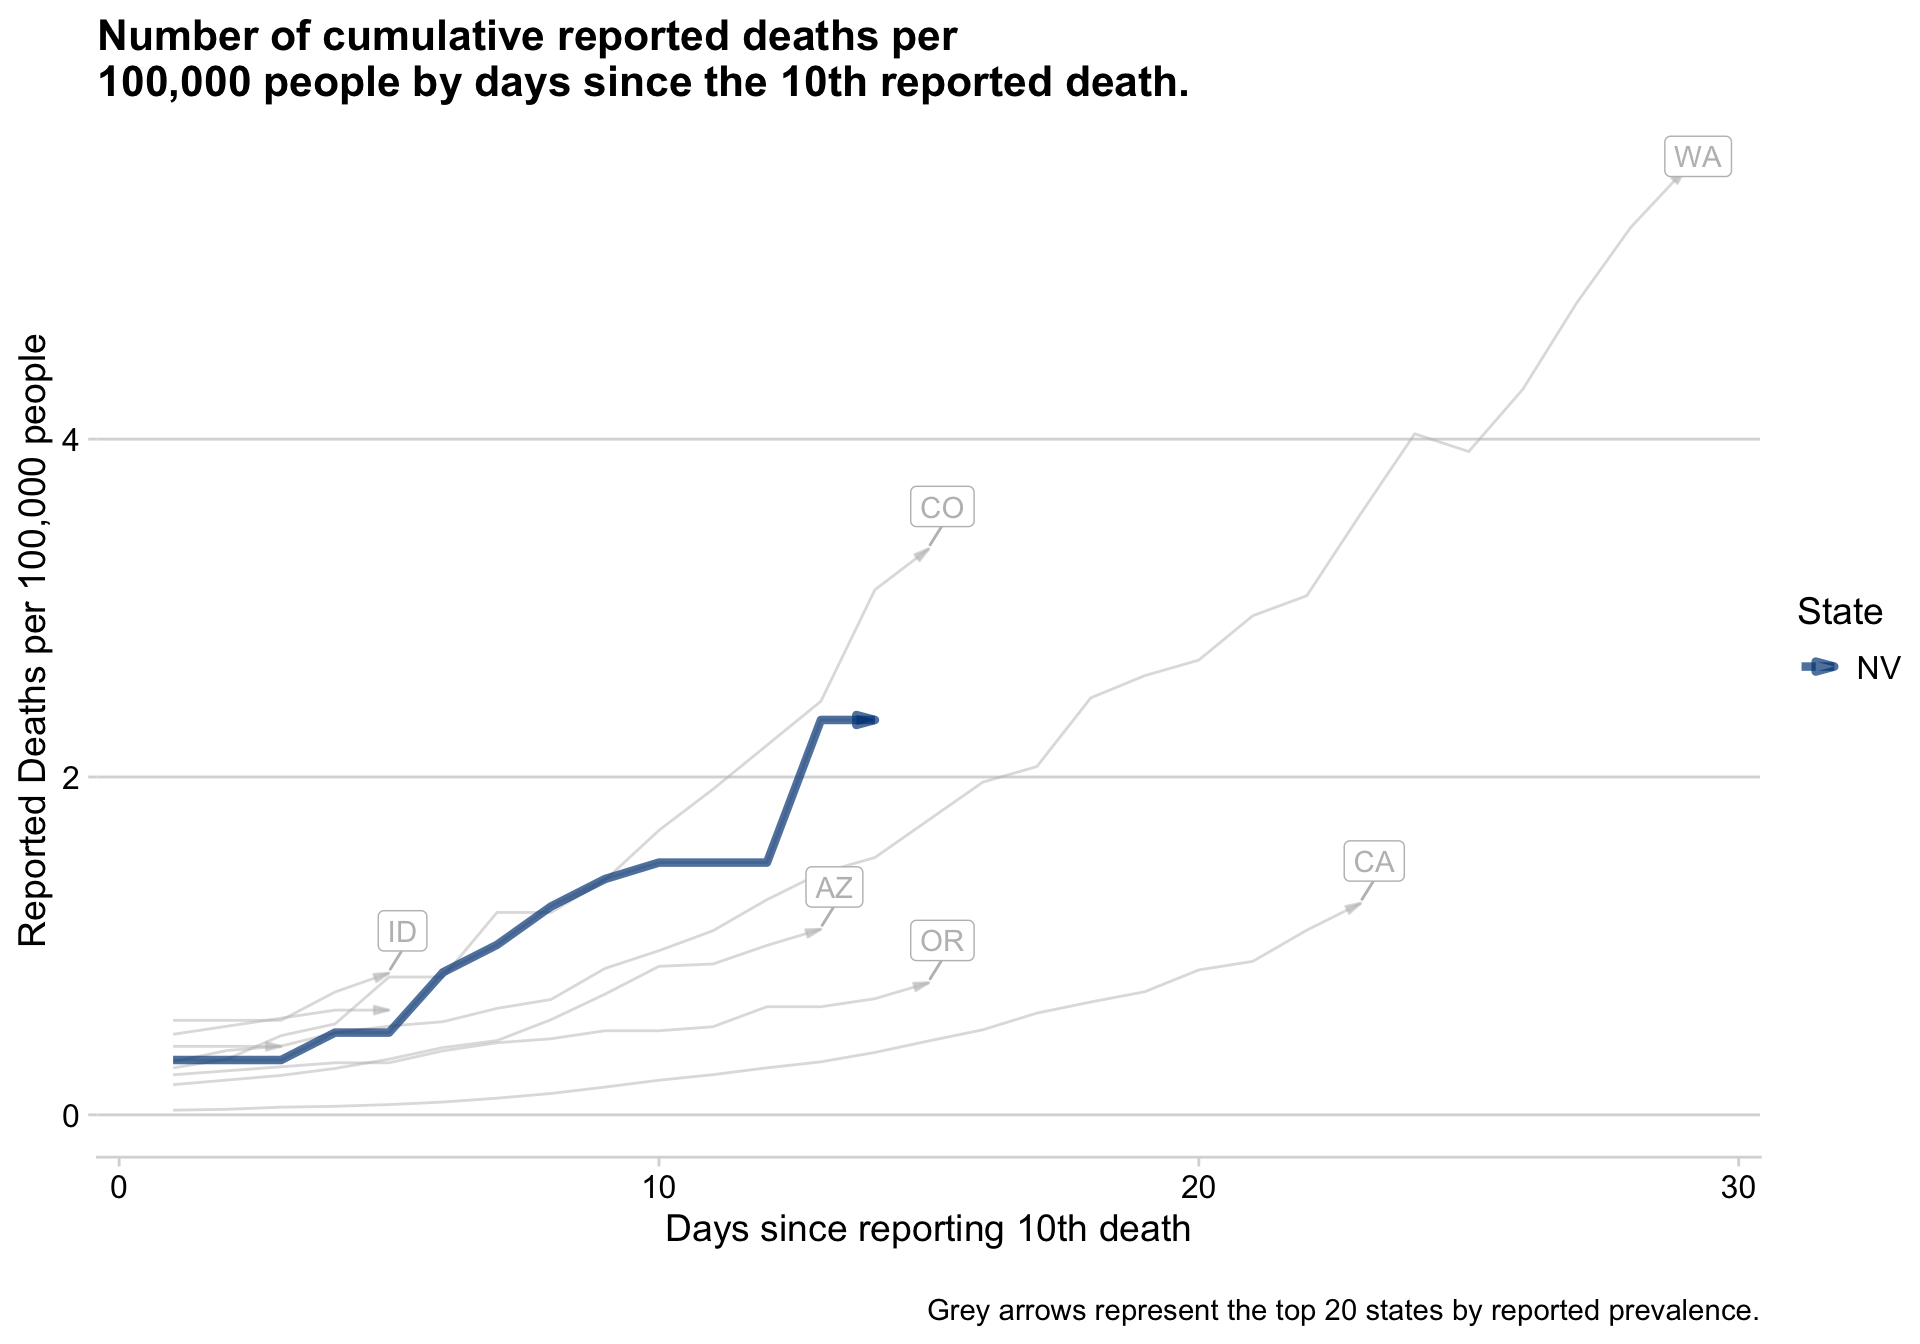 Number of cumulative reported deaths per
100,000 people by days since the 10th reported death.
Reported Deaths per 100,000 people
4
2
0
WA
CO
CA
AZ
OR
ID
State
NV
0
10
20
30
Days since reporting 10th death
Grey arrows represent the top 20 states by reported prevalence.